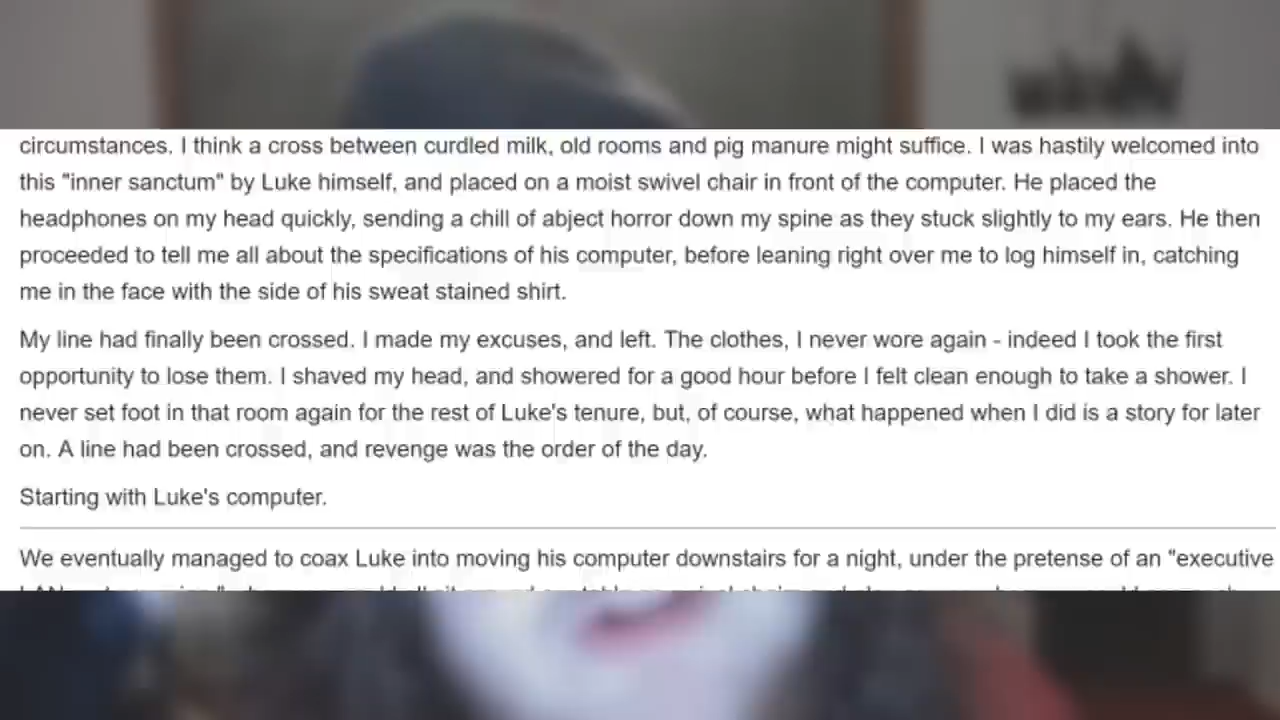 circumstances. I think a cross between curdled milk, old rooms and pig manure might suffice. I was hastily welcomed into
this "inner sanctum" by Luke himself, and placed on a moist swivel chair in front of the computer. He placed the
headphones on my head quickly, sending a chill of abject horror down my spine as they stuck slightly to my ears. He then
proceeded to tell me all about the specifications of his computer, before leaning right over me to log himself in, catching
me in the face with the side of his sweat stained shirt.
My line had finally been crossed. I made my excuses, and left. The clothes, I never wore again - indeed I took the first
opportunity to lose them. I shaved my head, and showered for a good hour before I felt clean enough to take a shower. I
never set foot in that room again for the rest of Luke's tenure, but, of course, what happened when I did is a story for later
on. A line had been crossed, and revenge was the order of the day.
Starting with Luke's computer.
We eventually managed to coax Luke into moving his computer downstairs for a night, under the pretense of an "executive